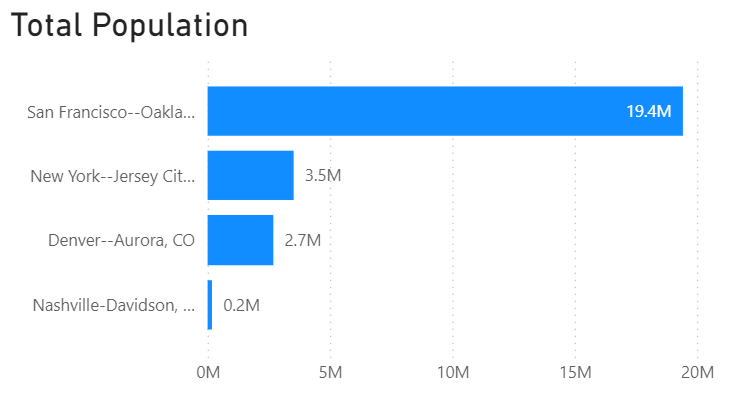 Total Population
San Francisco--Oakla... 19.4M
New York--Jersey Cit... 3.5M
Denver--Aurora, CO 2.7M
Nashville-Davidson, ... 0.2M
0M 5M 10M 15M 20M